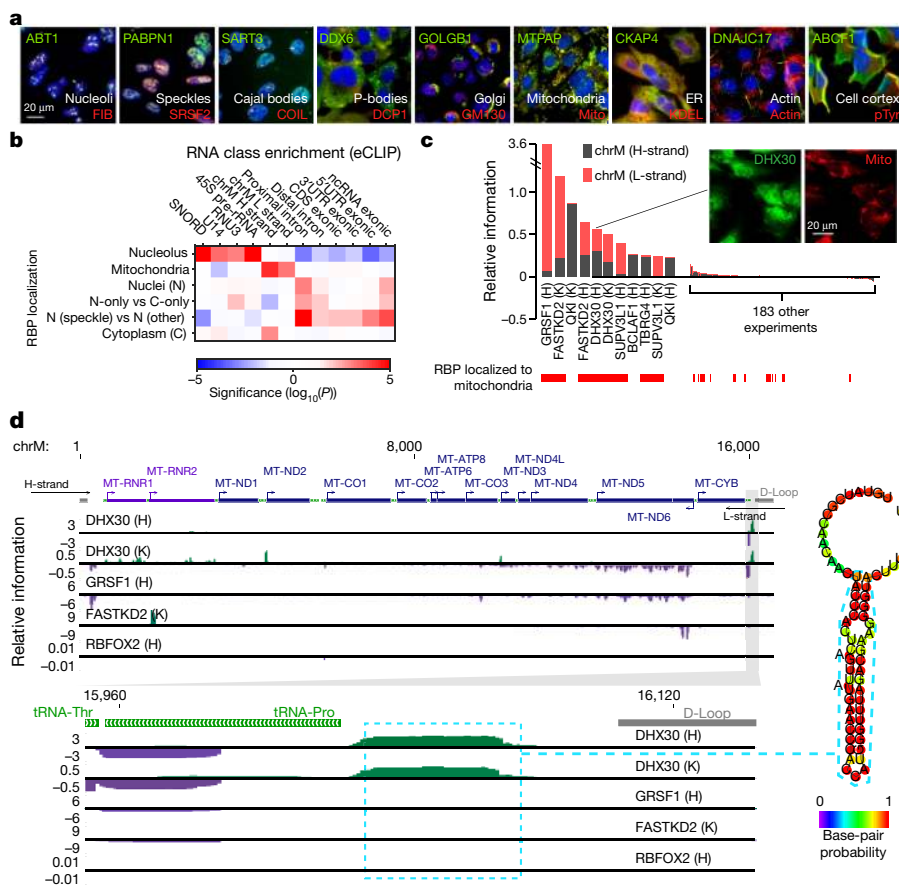 a
ABT1 PABPN1 SART3 DDX6 GOLGB1 MTPAP CKAP4 DNAJC17 ABCF1
20 μm Nucleoli Speckles Cajal bodies P-bodies Golgi Mitochondria ER Actin Cell cortex
FIB SRSF2 COIL DCP1 GM130 Mito KDEL Actin pTyr
b
RNA class enrichment (eCLIP)
SNORD
U14
RNU3
45S pre-rRNA
chrM H strand
chrM L strand
Proximal intron
Distal intron
CDS exonic
3′UTR exonic
5′UTR exonic
ncRNA exonic
RBP localization
Nucleolus
Mitochondria
Nuclei (N)
N-only vs C-only
N (speckle) vs N (other)
Cytoplasm (C)
−5 0 5
Significance (log10(P))
c
Relative information
3.6
1.0
0.5
0
−0.5
chrM (H-strand)
chrM (L-strand)
DHX30 Mito
20 μm
GRSF1 (H)
FASTKD2 (K)
QKI (K)
FASTKD2 (H)
DHX30 (H)
DHX30 (K)
SUPV3L1 (H)
BCLAF1 (H)
TBRG4 (H)
SUPV3L1 (K)
QKI (H)
183 other
experiments
RBP localized to
mitochondria
d
chrM: 1 8,000 16,000
MT-ATP8 MT-ND4L
MT-RNR2 MT-ATP6 MT-ND3
H-strand MT-RNR1 MT-ND1 MT-ND2 MT-CO1 MT-CO2 MT-CO3 MT-ND4 MT-ND5 MT-CYB
D-Loop
MT-ND6 L-strand
Relative information
DHX30 (H)
3
−3
DHX30 (K)
0.5
−0.5
GRSF1 (H)
6
−6
FASTKD2 (K)
9
−9
RBFOX2 (H)
0.01
−0.01
15,960 16,120
tRNA-Thr tRNA-Pro D-Loop
DHX30 (H)
3
−3
DHX30 (K)
0.5
−0.5
GRSF1 (H)
6
−6
FASTKD2 (K)
9
−9
RBFOX2 (H)
0.01
−0.01
0 1
Base-pair
probability